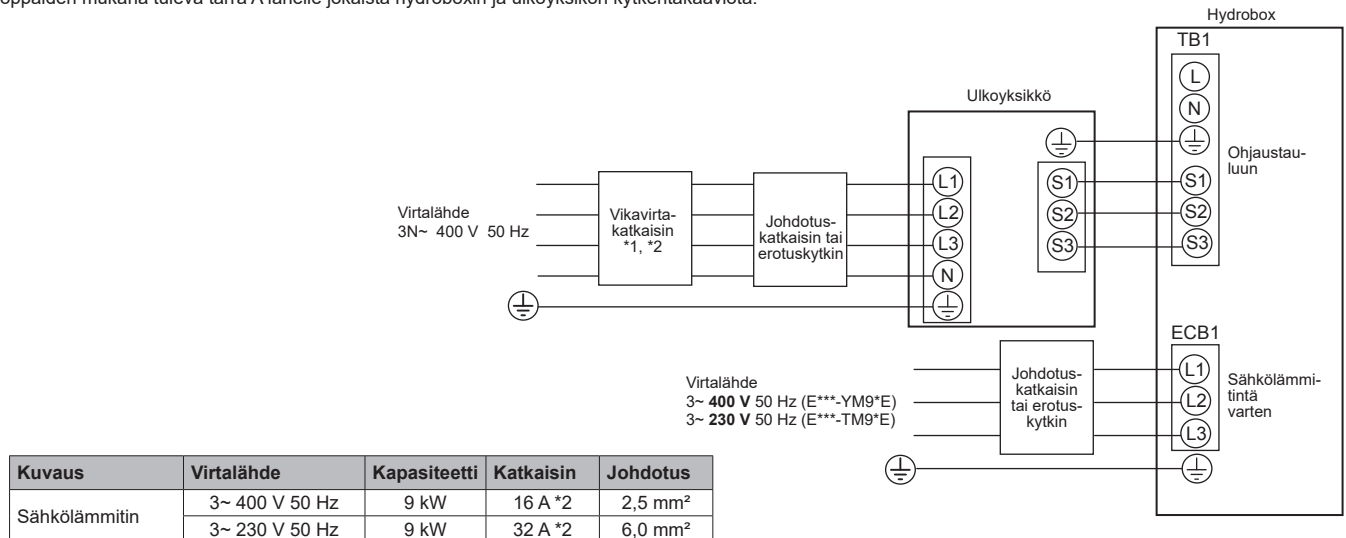 oppaiden mukana tuleva tarra A lähelle jokaista hydroboxin ja ulkoyksikön kytkentäkaaviota.
Hydrobox
TB1
L
N
Ohjaustau-
luun
S1
S2
S3
Ulkoyksikkö
L1
L2
L3
N
S1
S2
S3
Virtalähde
3N~ 400 V 50 Hz
Vikavirta-
katkaisin
*1, *2
Johdotus-
katkaisin tai
erotuskytkin
ECB1
L1
L2
L3
Sähkölämmi-
tintä
varten
Virtalähde
3~ 400 V 50 Hz (E***-YM9*E)
3~ 230 V 50 Hz (E***-TM9*E)
Johdotus-
katkaisin
tai erotus-
kytkin
Kuvaus Virtalähde Kapasiteetti Katkaisin Johdotus
Sähkölämmitin 3~ 400 V 50 Hz 9 kW 16 A *2 2,5 mm²
3~ 230 V 50 Hz 9 kW 32 A *2 6,0 mm²